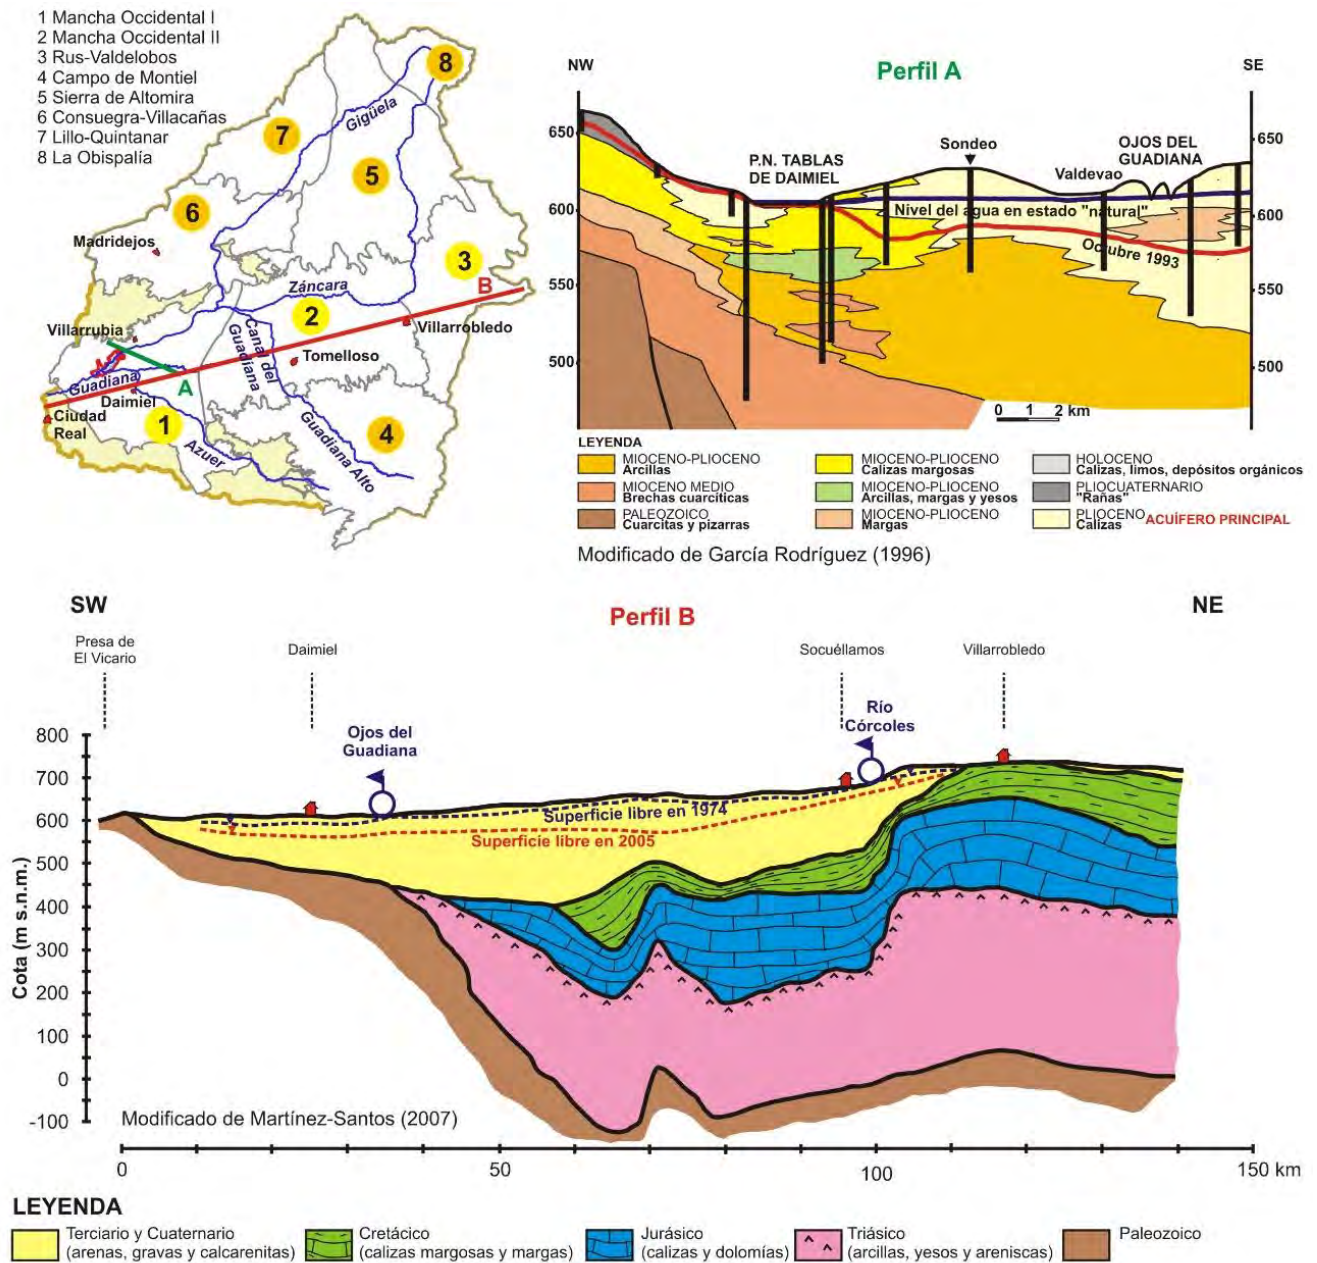 1 Mancha Occidental I
2 Mancha Occidental II
3 Rus-Valdelobos
4 Campo de Montiel
5 Sierra de Altomira
6 Consuegra-Villacañas
7 Lillo-Quintanar
8 La Obispalía
8
7
Gigüela
5
6
Madridejos
3
B
Záncara
2
Villarrubia
Villarrobledo
Canal del
Guadiana
Tomelloso
Guadiana
A
Daimiel
Ciudad
Real
1
Azuer
Guadiana Alto
4
NW
Perfil A
SE
650
600
550
500
650
600
550
500
P.N. TABLAS
DE DAIMIEL
Sondeo
Valdevao
OJOS DEL
GUADIANA
Nivel del agua en estado "natural"
Octubre 1993
0 1 2 km
LEYENDA
MIOCENO-PLIOCENO
Arcillas
MIOCENO MEDIO
Brechas cuarcíticas
PALEOZOICO
Cuarcitas y pizarras
MIOCENO-PLIOCENO
Calizas margosas
MIOCENO-PLIOCENO
Arcillas, margas y yesos
MIOCENO-PLIOCENO
Margas
HOLOCENO
Calizas, limos, depósitos orgánicos
PLIOCUATERNARIO
"Rañas"
PLIOCENO
Calizas ACUÍFERO PRINCIPAL
Modificado de García Rodríguez (1996)
SW
Perfil B
NE
Presa de
El Vicario
Daimiel
Socuéllamos
Villarrobledo
Ojos del
Guadiana
Río
Córcoles
Cota (m s.n.m.)
800
700
600
500
400
300
200
100
0
-100
Superficie libre en 1974
Superficie libre en 2005
Modificado de Martínez-Santos (2007)
0
50
100
150 km
LEYENDA
Terciario y Cuaternario
(arenas, gravas y calcarenitas)
Cretácico
(calizas margosas y margas)
Jurásico
(calizas y dolomías)
Triásico
(arcillas, yesos y areniscas)
Paleozoico